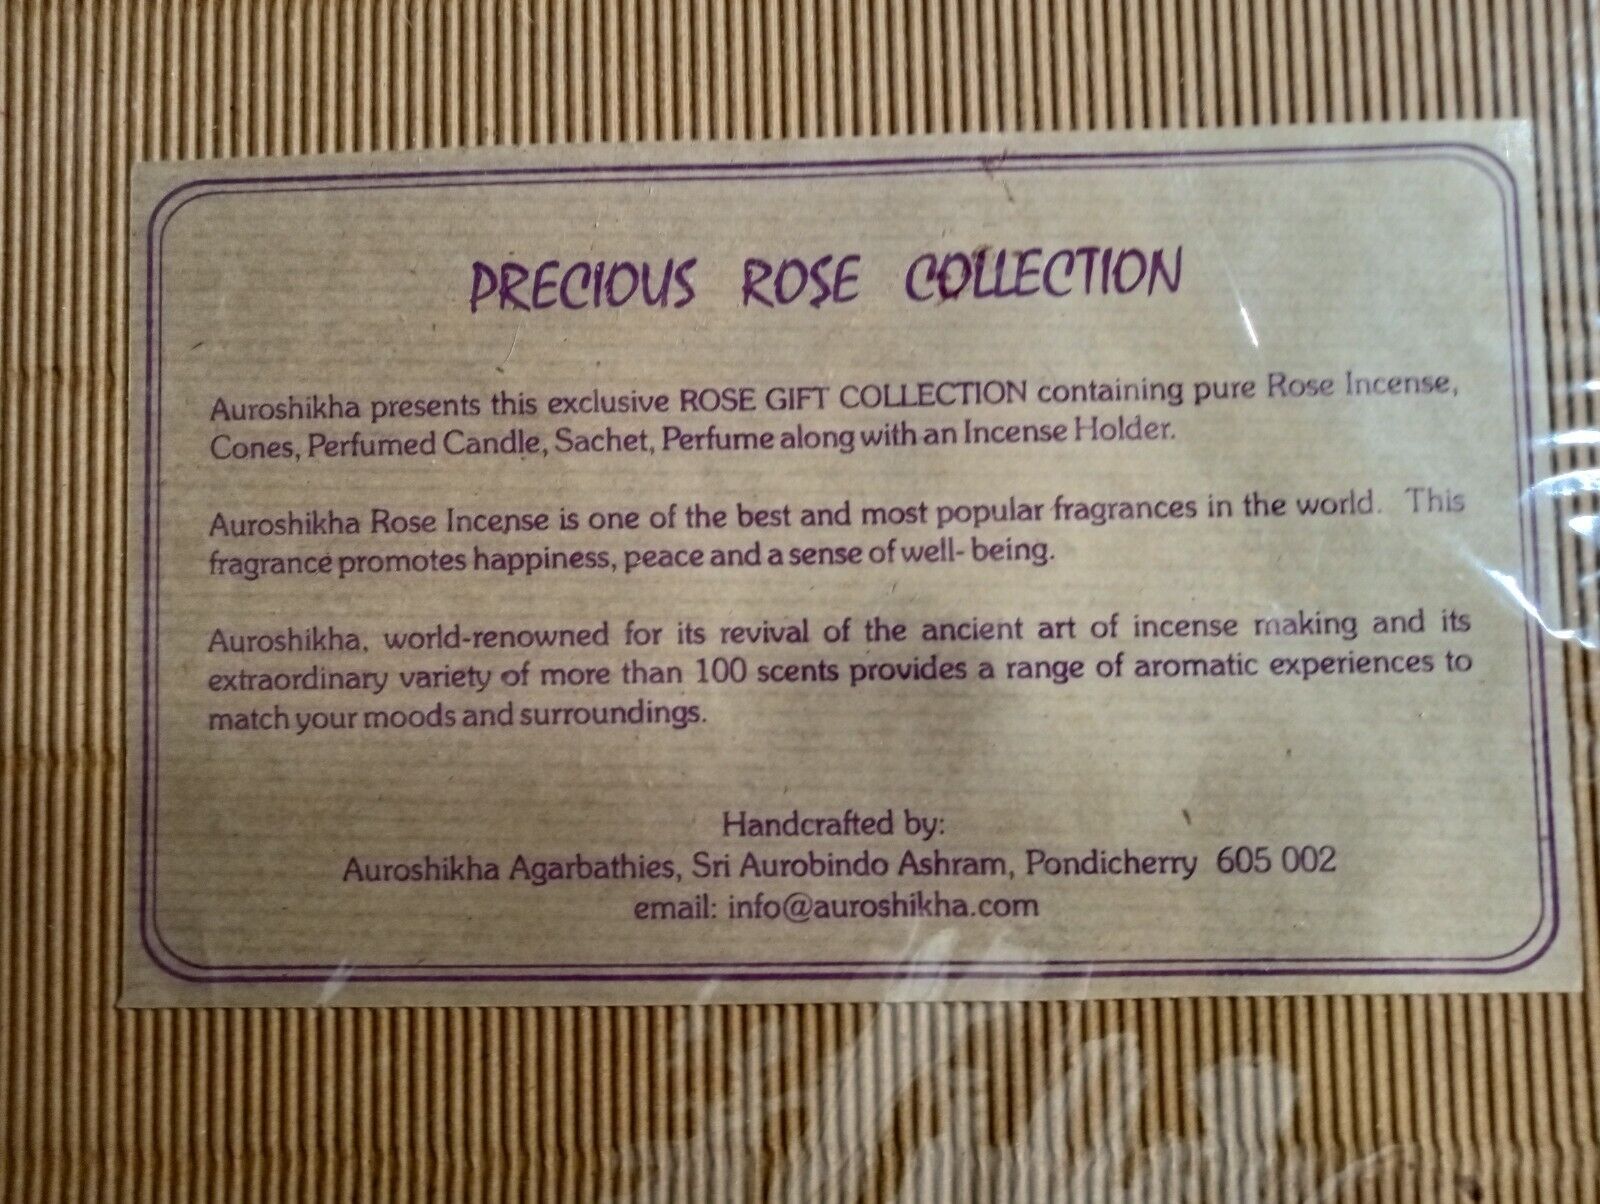 PRECIOUS ROSE COLLECTION
Auroshikha presents this exclusive ROSE GIFT COLLECTION containing pure Rose Incense,
Cones, Perfumed Candle, Sachet, Perfume along with an Incense Holder.
Auroshikha Rose Incense is one of the best and most popular fragrances in the world. This
fragrance promotes happiness, peace and a sense of well- being.
Auroshikha, world-renowned for its revival of the ancient art of incense making and its
extraordinary variety of more than 100 scents provides a range of aromatic experiences to
match your moods and surroundings.
Handcrafted by:
Auroshikha Agarbathies, Sri Aurobindo Ashram, Pondicherry 605 002
email: info@auroshikha.com